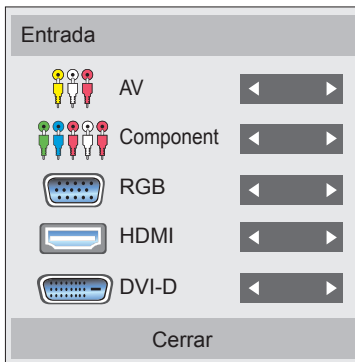 Entrada
AV
Component
RGB
HDMI
DVI-D
Cerrar